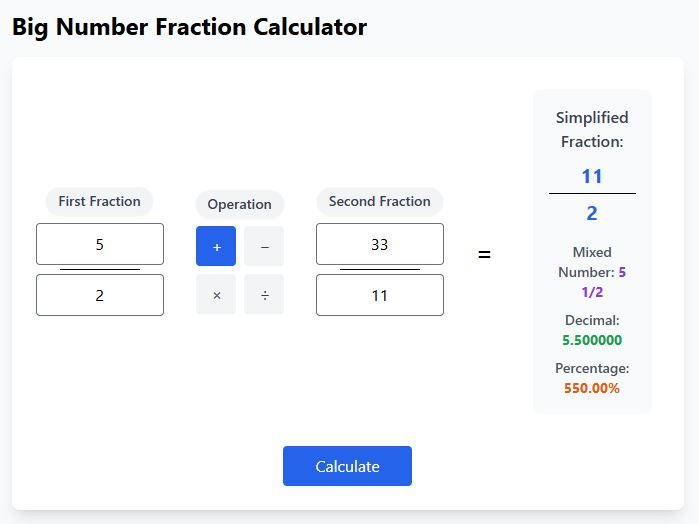 Big Number Fraction Calculator
First Fraction
5
2
Operation
+ −
× ÷
Second Fraction
33
11
=
Simplified
Fraction:
11
2
Mixed
Number: 5
1/2
Decimal:
5.500000
Percentage:
550.00%
Calculate